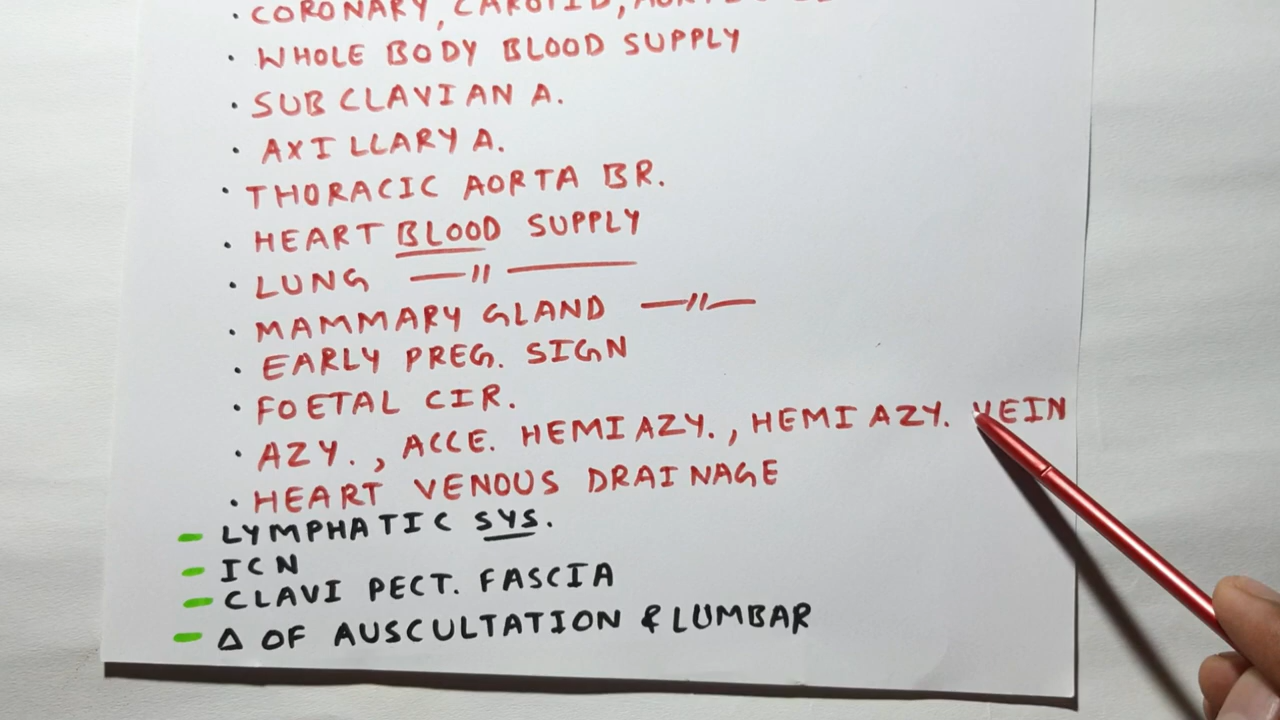 • CORONARY, CAROTID,
• WHOLE BODY BLOOD SUPPLY
• SUBCLAVIAN A.
• AXILLARY A.
• THORACIC AORTA BR.
• HEART BLOOD SUPPLY
• LUNG —〃—
• MAMMARY GLAND —〃—
• EARLY PREG. SIGN
• FOETAL CIR.
• AZY., ACCE. HEMIAZY., HEMIAZY. VEIN
• HEART VENOUS DRAINAGE
- LYMPHATIC SYS.
- ICN
- CLAVI PECT. FASCIA
- Δ OF AUSCULTATION & LUMBAR